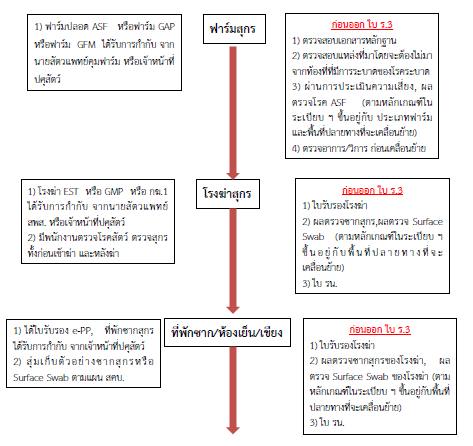 1) ฟาร์มปลอด ASF หรือฟาร์ม GAP
หรือฟาร์ม GFM ได้รับการกำกับ จาก
นายสัตวแพทย์คุมฟาร์ม หรือเจ้าหน้าที่
ปศุสัตว์
ฟาร์มสุกร
ก่อนออก ใบ ร.3
1) ตรวจสอบเอกสารหลักฐาน
2) ตรวจสอบแหล่งที่มาโดยจะต้องไม่มา
จากท้องที่ที่มีการระบาดของโรคระบาด
3) ผ่านการประเมินความเสี่ยง, ผล
ตรวจโรค ASF (ตามหลักเกณฑ์ใน
ระเบียบ ฯ ขึ้นอยู่กับ ประเภทฟาร์ม
และพื้นที่ปลายทางที่จะเคลื่อนย้าย)
4) ตรวจอาการ/วิการ ก่อนเคลื่อนย้าย
1) โรงฆ่า EST หรือ GMP หรือ กฆ.1
ได้รับการกำกับ จากนายสัตวแพทย์
สพส. หรือเจ้าหน้าที่ปศุสัตว์
2) มีพนักงานตรวจโรคสัตว์ ตรวจสุกร
ทั้งก่อนเข้าฆ่า และหลังฆ่า
โรงฆ่าสุกร
ก่อนออก ใบ ร.3
1) ใบรับรองโรงฆ่า
2) ผลตรวจซากสุกร,ผลตรวจ Surface
Swab (ตามหลักเกณฑ์ในระเบียบ ฯ
ขึ้นอยู่กับพื้นที่ปลายทางที่จะ
เคลื่อนย้าย)
3) ใบ รน.
1) ได้ใบรับรอง e-PP, ที่พักซากสุกร
ได้รับการกำกับ จากเจ้าหน้าที่ปศุสัตว์
2) สุ่มเก็บตัวอย่างซากสุกรหรือ
Surface Swab ตามแผน สคบ.
ที่พักซาก/ห้องเย็น/เขียง
ก่อนออก ใบ ร.3
1) ใบรับรองโรงฆ่า
2) ผลตรวจซากสุกรของโรงฆ่า, ผล
ตรวจ Surface Swab ของโรงฆ่า (ตาม
หลักเกณฑ์ในระเบียบ ฯ ขึ้นอยู่กับพื้นที่
ปลายทางที่จะเคลื่อนย้าย)
3) ใบ รน.